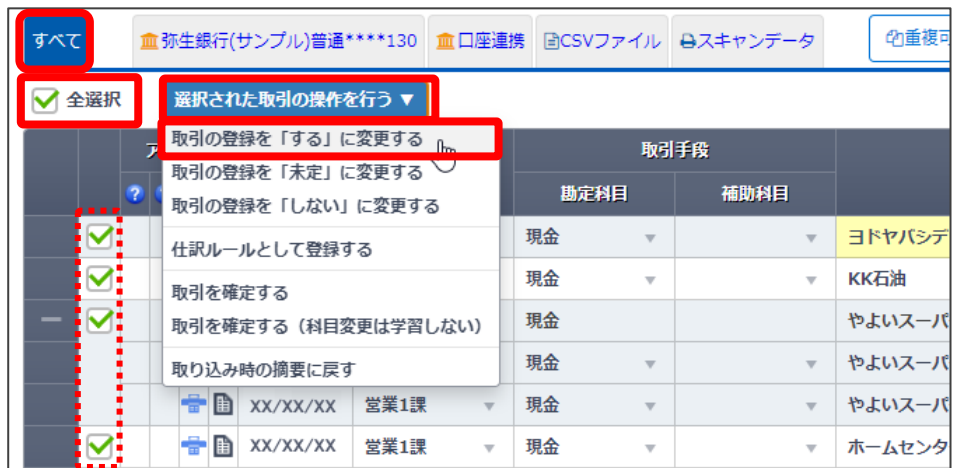 すべて
弥生銀行(サンプル)普通****130
口座連携
CSVファイル
スキャンデータ
重複可
全選択
選択された取引の操作を行う ▼
取引の登録を「する」に変更する
取引の登録を「未定」に変更する
取引の登録を「しない」に変更する
仕訳ルールとして登録する
取引を確定する
取引を確定する（科目変更は学習しない）
取り込み時の摘要に戻す
ア
取引手段
勘定科目 補助科目
現金 ヨドヤバシデ
現金 KK石油
現金 やよいスーパ
現金 やよいスーパ
XX/XX/XX 営業1課 現金 やよいスーパ
XX/XX/XX 営業1課 現金 ホームセンタ